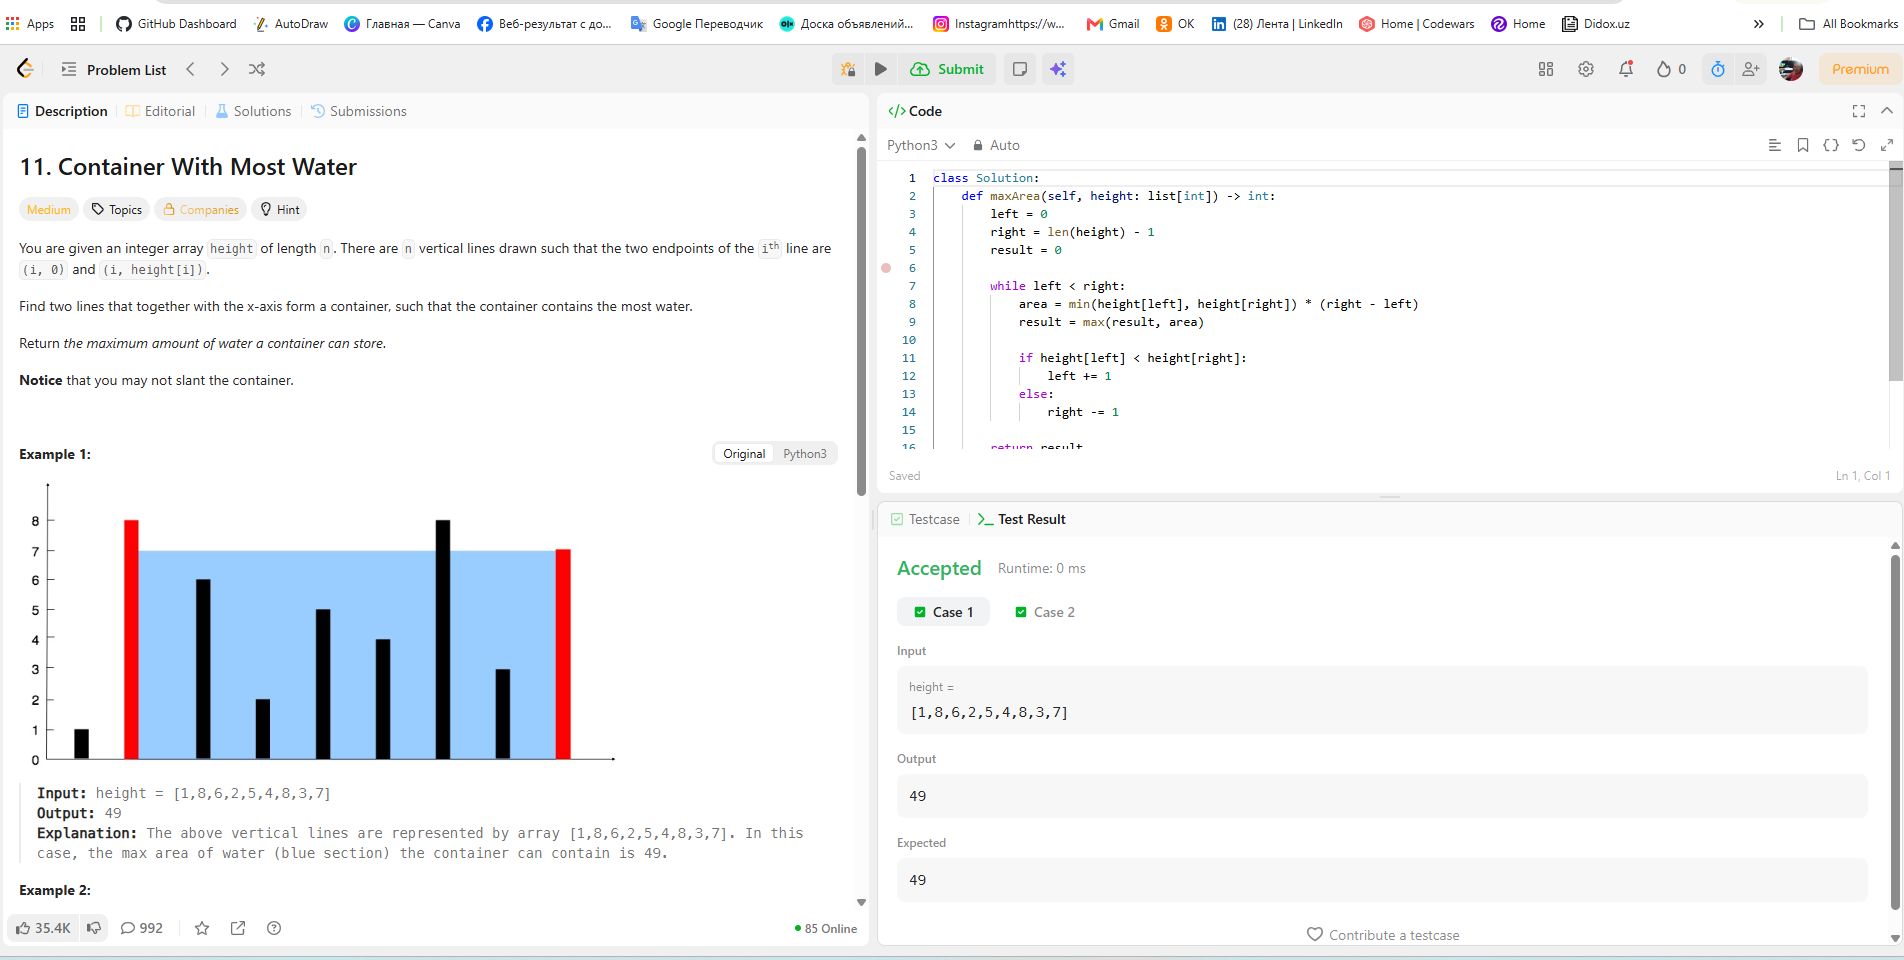 Apps
GitHub Dashboard
AutoDraw
Главная — Canva
Веб-результат с до...
Google Переводчик
Доска объявлений...
Instagramhttps://w...
Gmail
OK
(28) Лента | LinkedIn
Home | Codewars
Home
Didox.uz
»
All Bookmarks
Problem List
Submit
0
Premium
Description
Editorial
Solutions
Submissions
11. Container With Most Water
Medium
Topics
Companies
Hint
You are given an integer array height of length n. There are n vertical lines drawn such that the two endpoints of the ith line are
(i, 0) and (i, height[i]).
Find two lines that together with the x-axis form a container, such that the container contains the most water.
Return the maximum amount of water a container can store.
Notice that you may not slant the container.
Example 1:
Original
Python3
8
7
6
5
4
3
2
1
0
Input: height = [1,8,6,2,5,4,8,3,7]
Output: 49
Explanation: The above vertical lines are represented by array [1,8,6,2,5,4,8,3,7]. In this
case, the max area of water (blue section) the container can contain is 49.
Example 2:
35.4K
992
85 Online
</> Code
Python3
Auto
1 class Solution:
2 def maxArea(self, height: list[int]) -> int:
3 left = 0
4 right = len(height) - 1
5 result = 0
6
7 while left < right:
8 area = min(height[left], height[right]) * (right - left)
9 result = max(result, area)
10
11 if height[left] < height[right]:
12 left += 1
13 else:
14 right -= 1
15
16 return result
Saved
Ln 1, Col 1
Testcase
Test Result
Accepted
Runtime: 0 ms
Case 1
Case 2
Input
height =
[1,8,6,2,5,4,8,3,7]
Output
49
Expected
49
Contribute a testcase